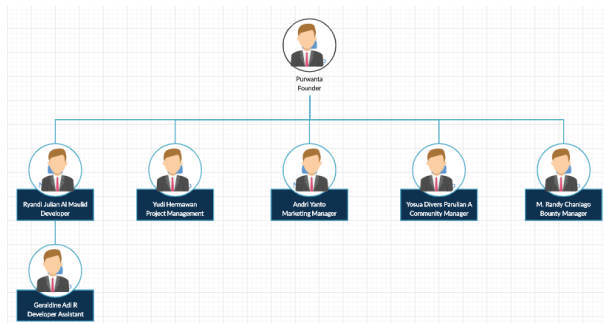 Purwanta
Founder
Ryandi Julian Al Maulid
Developer
Yudi Hermawan
Project Management
Andri Yanto
Marketing Manager
Yosua Divers Parulian A
Community Manager
M. Randy Chaniago
Bounty Manager
Geraldine Adi R
Developer Assistant